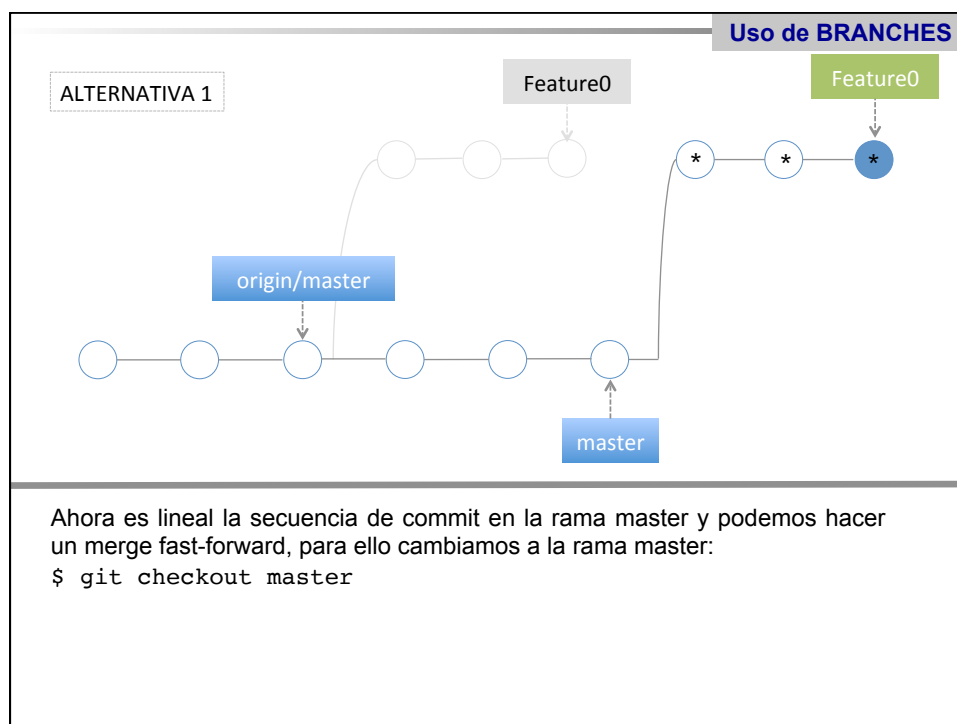 Uso de BRANCHES
ALTERNATIVA 1
Feature0
Feature0
* * *
origin/master
master
Ahora es lineal la secuencia de commit en la rama master y podemos hacer
un merge fast-forward, para ello cambiamos a la rama master:
$ git checkout master